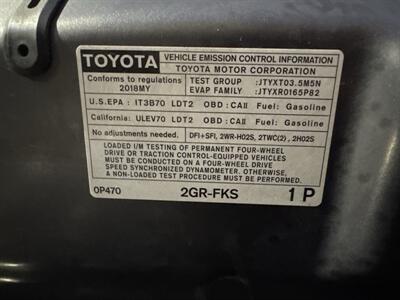 TOYOTA VEHICLE EMISSION CONTROL INFORMATION
TOYOTA MOTOR CORPORATION
Conforms to regulations TEST GROUP :JTYXT03.5M5N
2018MY EVAP FAMILY :JTYXR0165P82
U.S.EPA : IT3B70 LDT2 OBD:CAII Fuel: Gasoline
California: ULEV70 LDT2 OBD:CAII Fuel: Gasoline
No adjustments needed. DFI+SFI, 2WR-HO2S, 2TWC(2), 2HO2S
LOADED I/M TESTING OF PERMANENT FOUR-WHEEL
DRIVE OR TRACTION CONTROL-EQUIPPED VEHICLES
MUST BE CONDUCTED ON A FOUR-WHEEL DRIVE
SPEED SYNCHRONIZED DYNAMOMETER. OTHERWISE,
A NON-LOADED TEST PROCEDURE MUST BE PERFORMED.
0P470 2GR-FKS 1 P